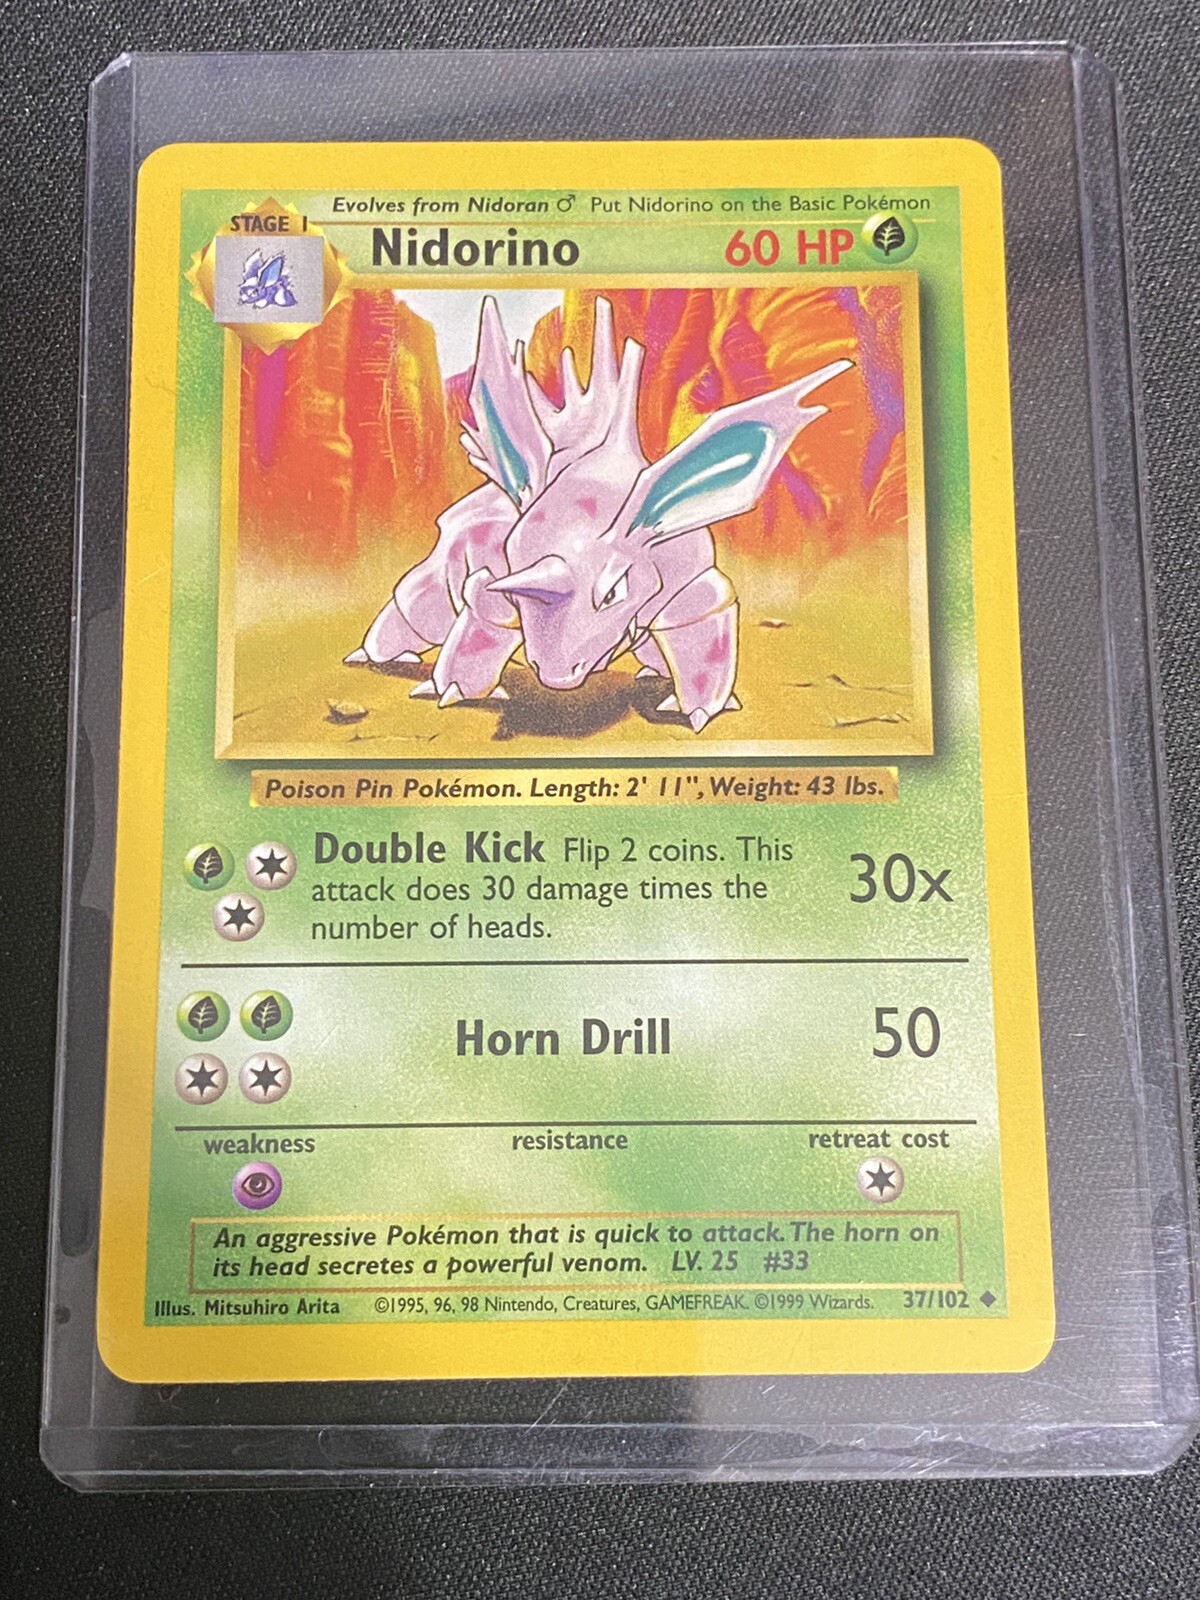 Evolves from Nidoran ♂ Put Nidorino on the Basic Pokémon
STAGE 1
Nidorino
60 HP
Poison Pin Pokémon. Length: 2' 11", Weight: 43 lbs.
Double Kick Flip 2 coins. This
attack does 30 damage times the
number of heads.
30x
Horn Drill
50
weakness
resistance
retreat cost
An aggressive Pokémon that is quick to attack. The horn on
its head secretes a powerful venom. LV. 25 #33
Illus. Mitsuhiro Arita ©1995, 96, 98 Nintendo, Creatures, GAMEFREAK. ©1999 Wizards. 37/102 ◆